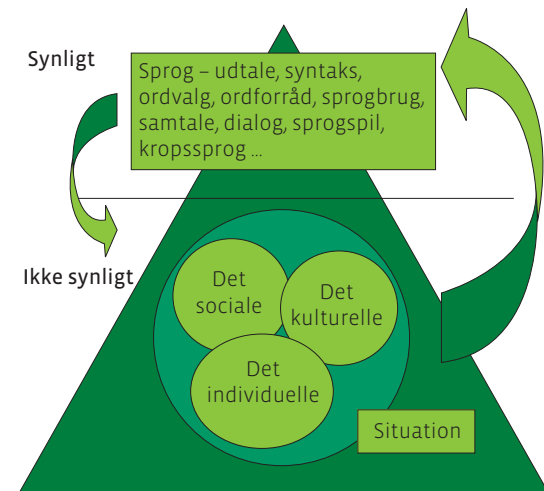 Synligt
Sprog – udtale, syntaks,
ordvalg, ordforråd, sprogbrug,
samtale, dialog, sprogspil,
kropssprog ...
Ikke synligt
Det
sociale
Det
kulturelle
Det
individuelle
Situation